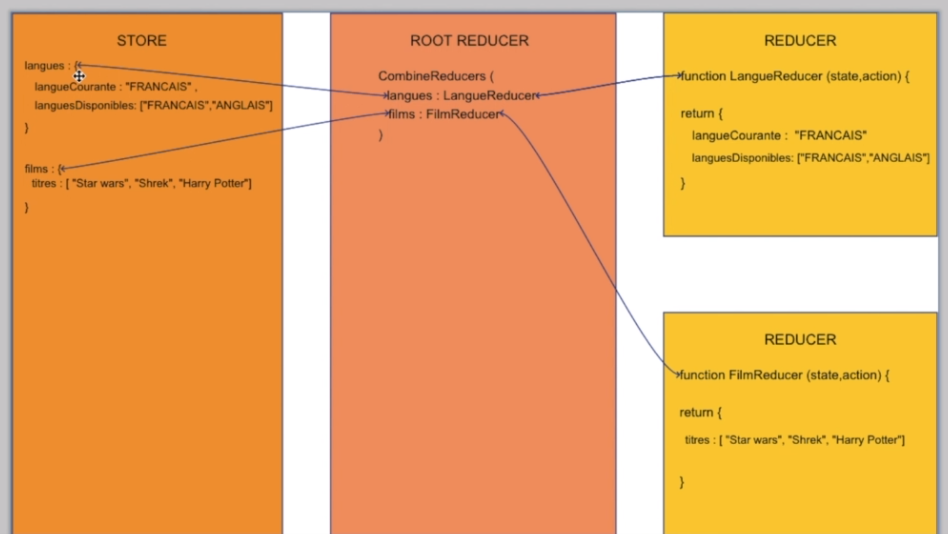 STORE
langues : {
langueCourante : "FRANCAIS" ,
languesDisponibles: ["FRANCAIS","ANGLAIS"]
}
films : {
titres : [ "Star wars", "Shrek", "Harry Potter"]
}
ROOT REDUCER
CombineReducers (
langues : LangueReducer
films : FilmReducer
)
REDUCER
function LangueReducer (state,action) {
return {
langueCourante : "FRANCAIS"
languesDisponibles: ["FRANCAIS","ANGLAIS"]
}
REDUCER
function FilmReducer (state,action) {
return {
titres : [ "Star wars", "Shrek", "Harry Potter"]
}